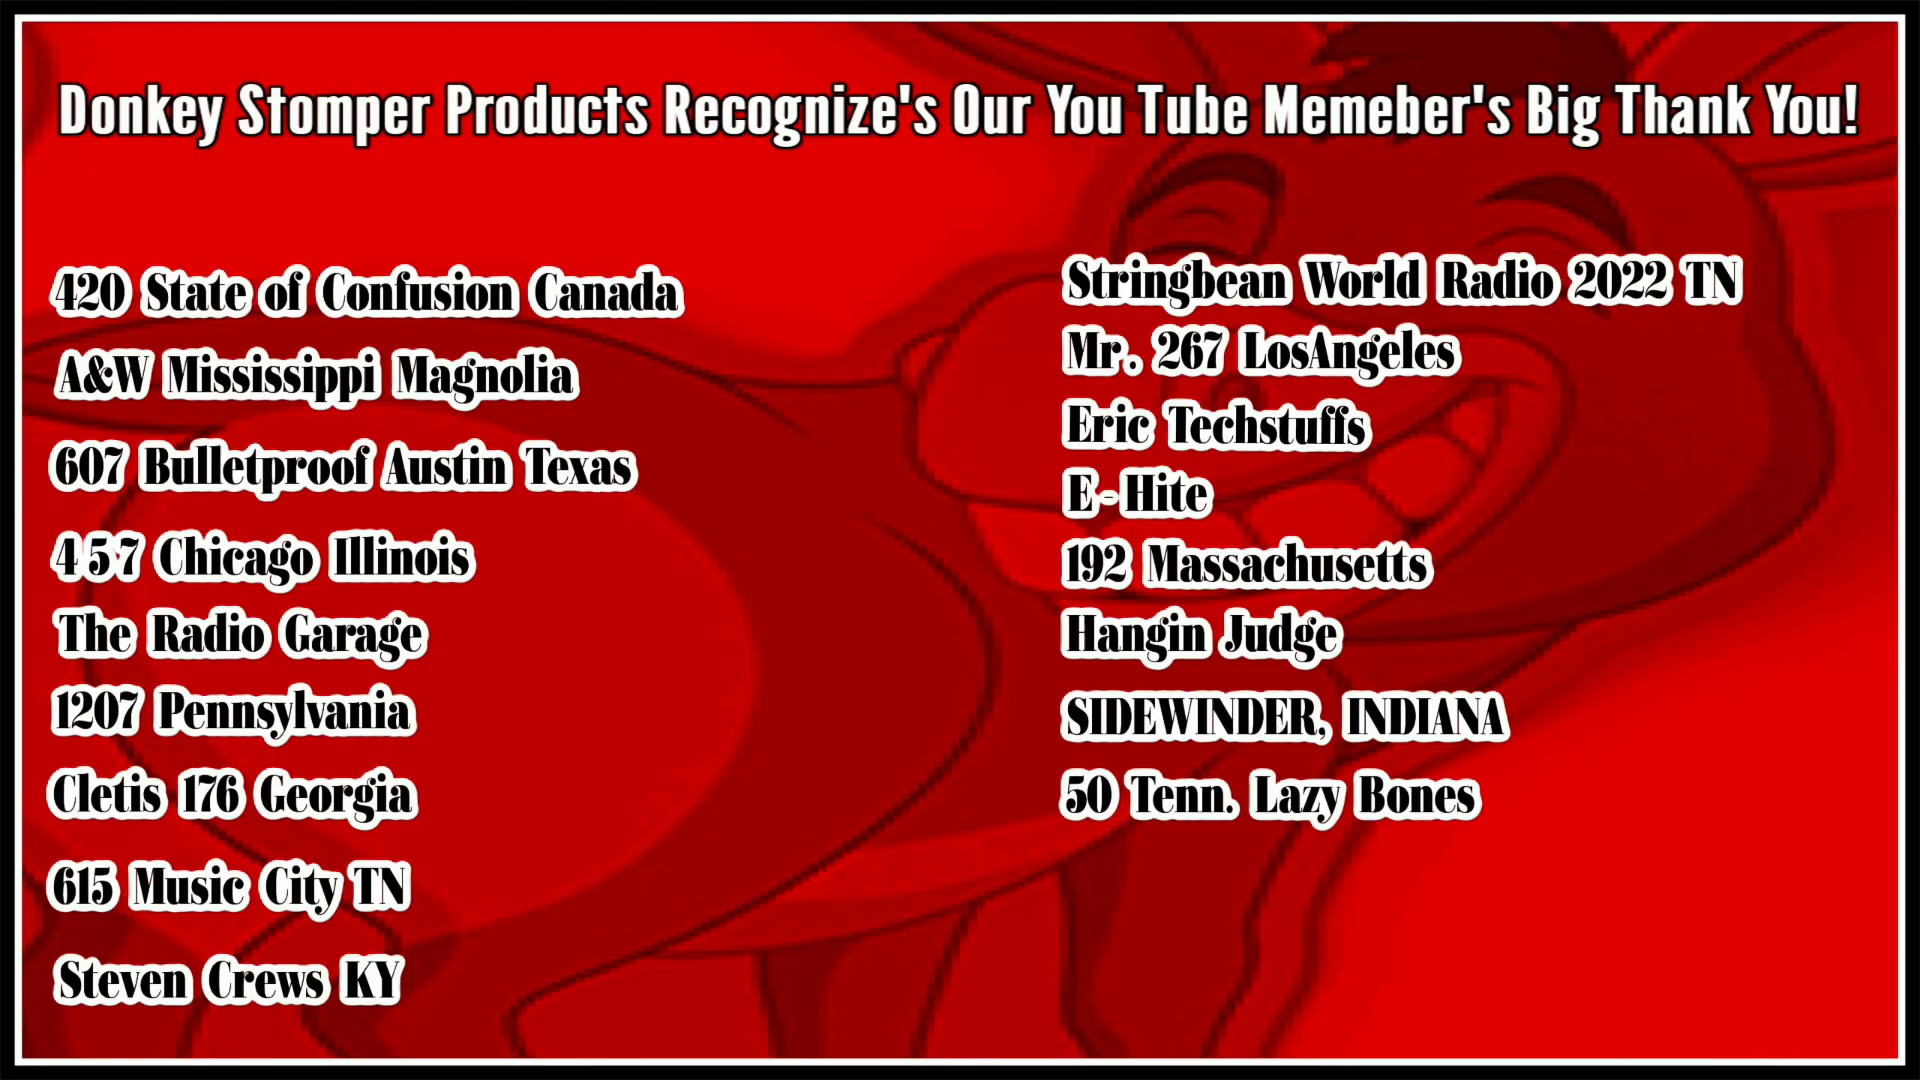 Donkey Stomper Products Recognize's Our You Tube Memeber's Big Thank You!
420 State of Confusion Canada
A&W Mississippi Magnolia
607 Bulletproof Austin Texas
4 5 7 Chicago Illinois
The Radio Garage
1207 Pennsylvania
Cletis 176 Georgia
615 Music City TN
Steven Crews KY
Stringbean World Radio 2022 TN
Mr. 267 LosAngeles
Eric Techstuffs
E - Hite
192 Massachusetts
Hangin Judge
SIDEWINDER, INDIANA
50 Tenn. Lazy Bones